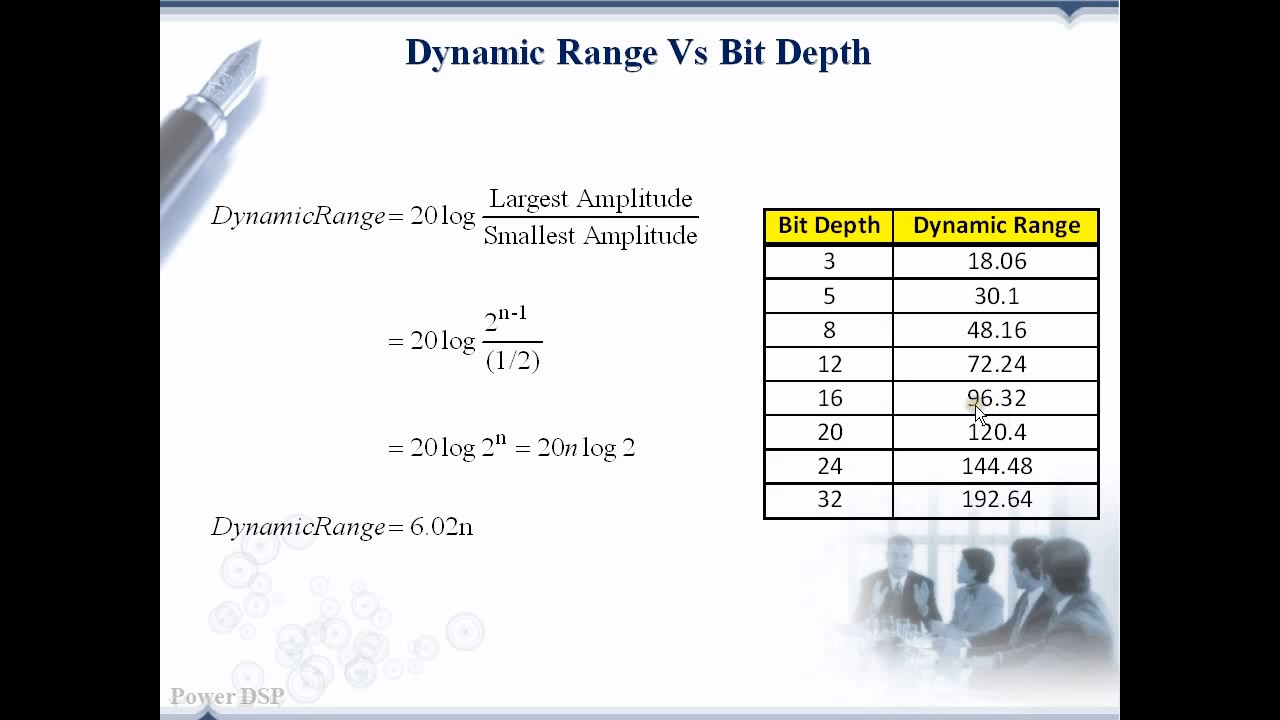 Dynamic Range Vs Bit Depth
DynamicRange = 20 log Largest Amplitude / Smallest Amplitude
= 20 log 2^(n-1) / (1/2)
= 20 log 2^n = 20n log 2
DynamicRange = 6.02n
Bit Depth Dynamic Range
3 18.06
5 30.1
8 48.16
12 72.24
16 96.32
20 120.4
24 144.48
32 192.64
Power DSP